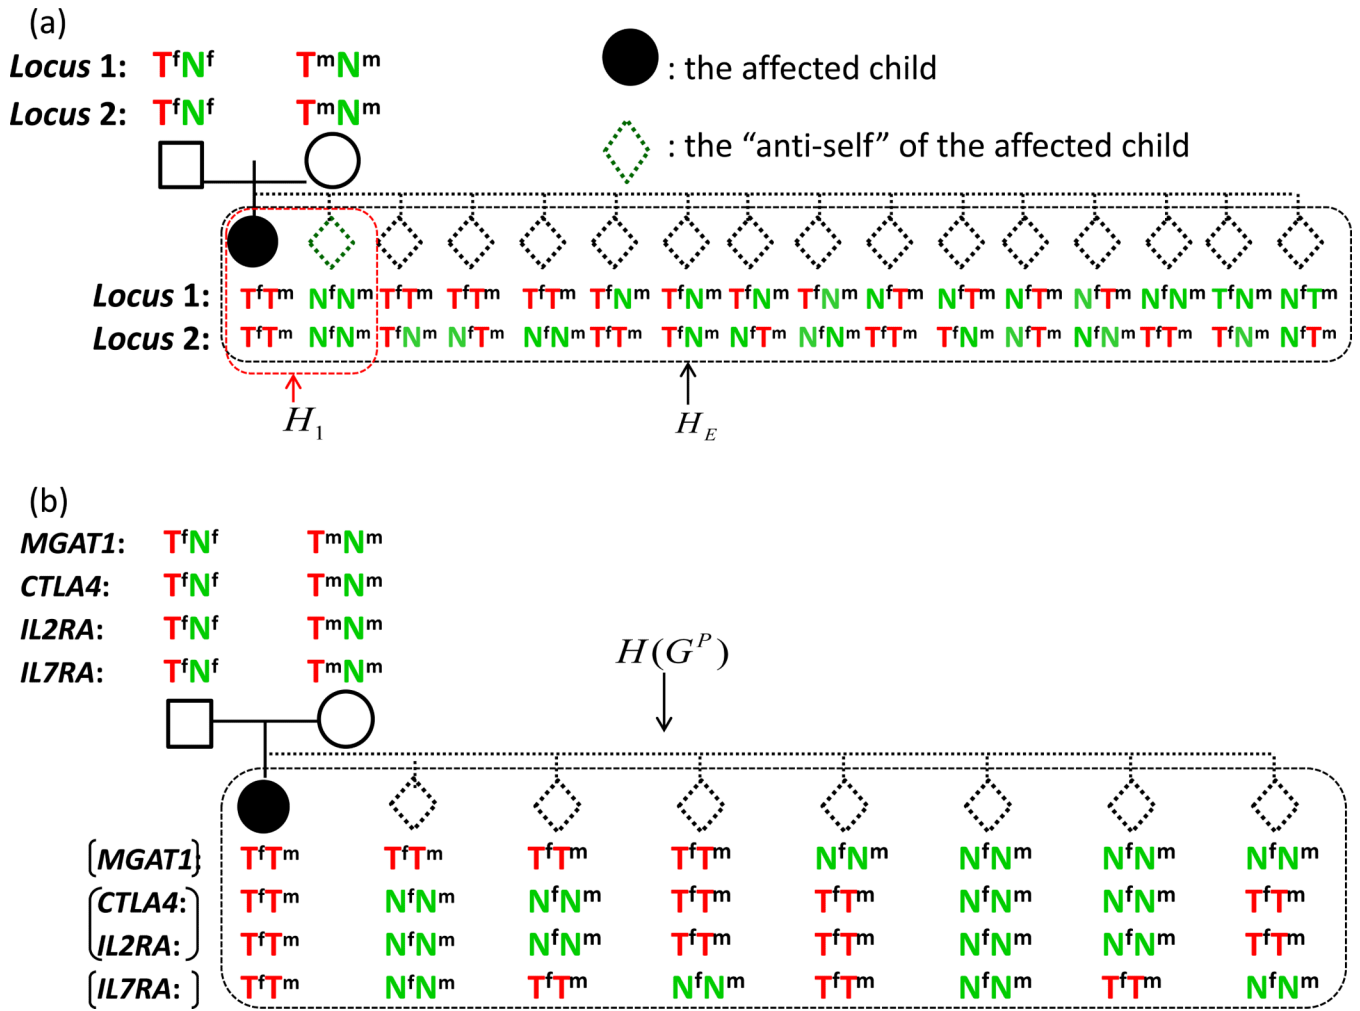 (a)
Locus 1: TᶠNᶠ TᵐNᵐ
Locus 2: TᶠNᶠ TᵐNᵐ
: the affected child
: the “anti-self” of the affected child
Locus 1: TᶠTᵐ NᶠNᵐ TᶠTᵐ TᶠTᵐ TᶠTᵐ TᶠNᵐ TᶠNᵐ TᶠNᵐ TᶠNᵐ NᶠTᵐ NᶠTᵐ NᶠTᵐ NᶠTᵐ NᶠNᵐ TᶠNᵐ NᶠTᵐ
Locus 2: TᶠTᵐ NᶠNᵐ TᶠNᵐ NᶠTᵐ NᶠNᵐ TᶠTᵐ TᶠNᵐ NᶠTᵐ NᶠNᵐ TᶠTᵐ TᶠNᵐ NᶠTᵐ NᶠNᵐ TᶠTᵐ TᶠNᵐ NᶠTᵐ
H₁ H_E
(b)
MGAT1: TᶠNᶠ TᵐNᵐ
CTLA4: TᶠNᶠ TᵐNᵐ
IL2RA: TᶠNᶠ TᵐNᵐ
IL7RA: TᶠNᶠ TᵐNᵐ
H(Gᴾ)
MGAT1: TᶠTᵐ TᶠTᵐ TᶠTᵐ TᶠTᵐ NᶠNᵐ NᶠNᵐ NᶠNᵐ NᶠNᵐ
CTLA4: TᶠTᵐ NᶠNᵐ NᶠNᵐ TᶠTᵐ TᶠTᵐ NᶠNᵐ NᶠNᵐ TᶠTᵐ
IL2RA: TᶠTᵐ NᶠNᵐ NᶠNᵐ TᶠTᵐ TᶠTᵐ NᶠNᵐ NᶠNᵐ TᶠTᵐ
IL7RA: TᶠTᵐ NᶠNᵐ TᶠTᵐ NᶠNᵐ TᶠTᵐ NᶠNᵐ TᶠTᵐ NᶠNᵐ